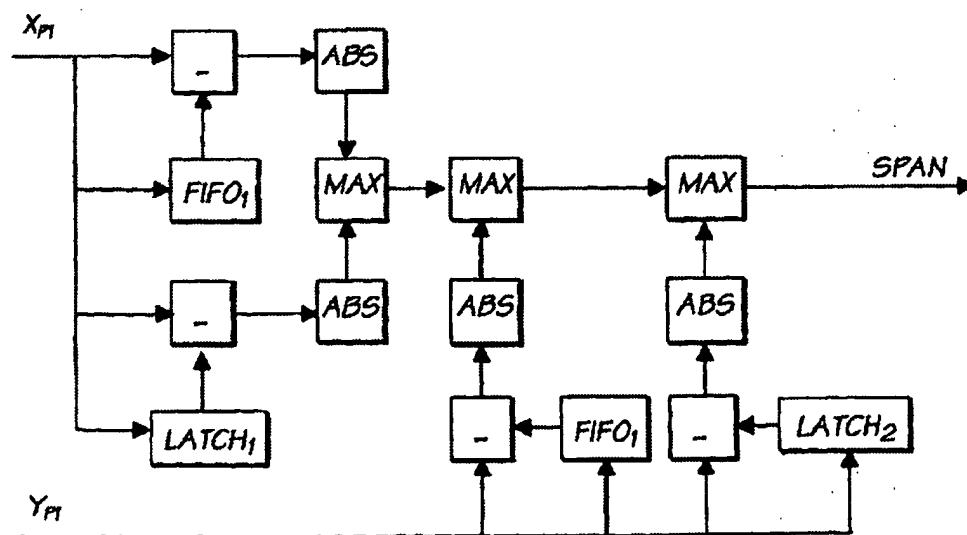 X_P1
- ABS
FIFO₁ MAX MAX MAX SPAN
- ABS ABS ABS
LATCH₁ - FIFO₁ - LATCH₂
Y_P1